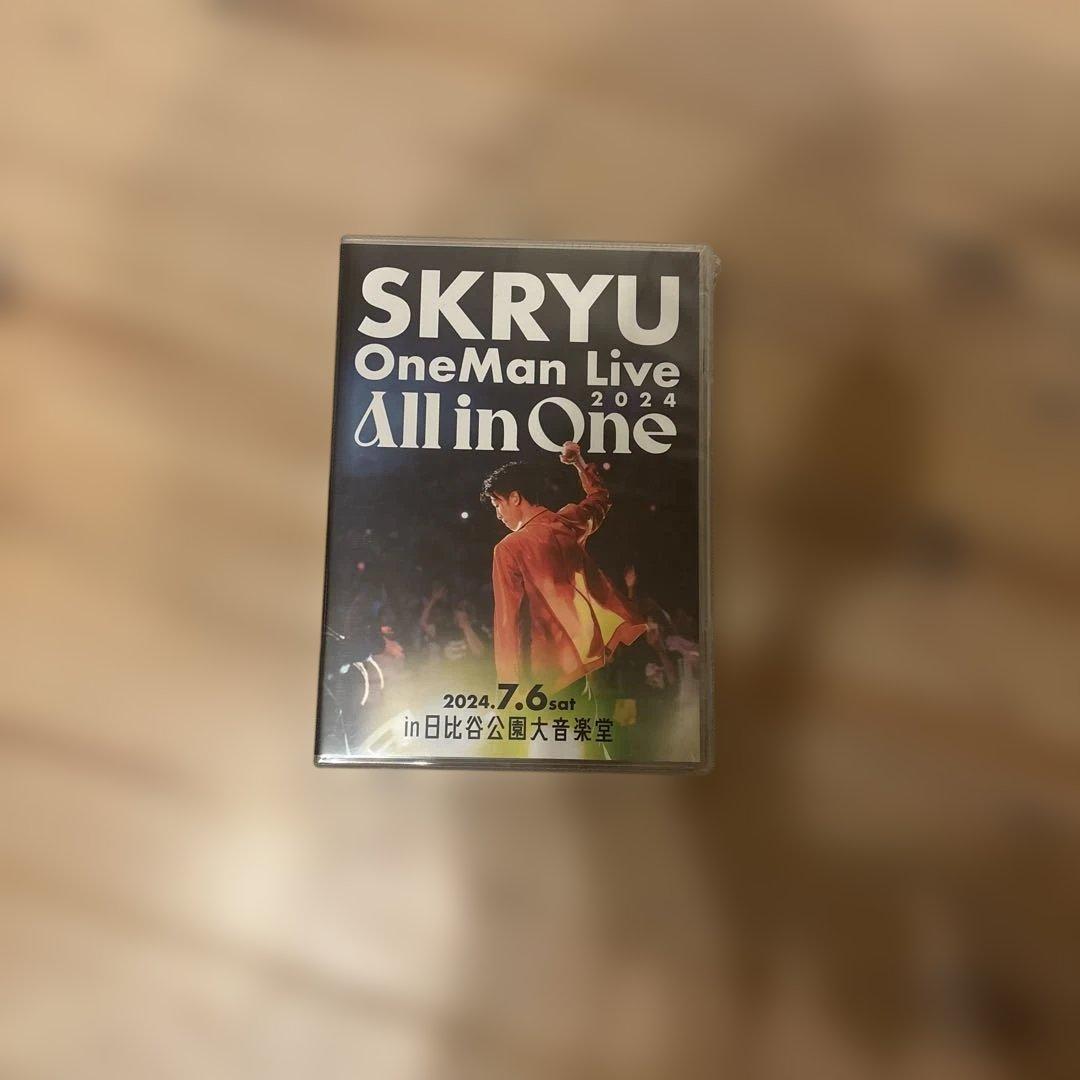 SKRYU
OneMan Live
2024
All in One
2024.7.6sat
in日比谷公園大音楽堂